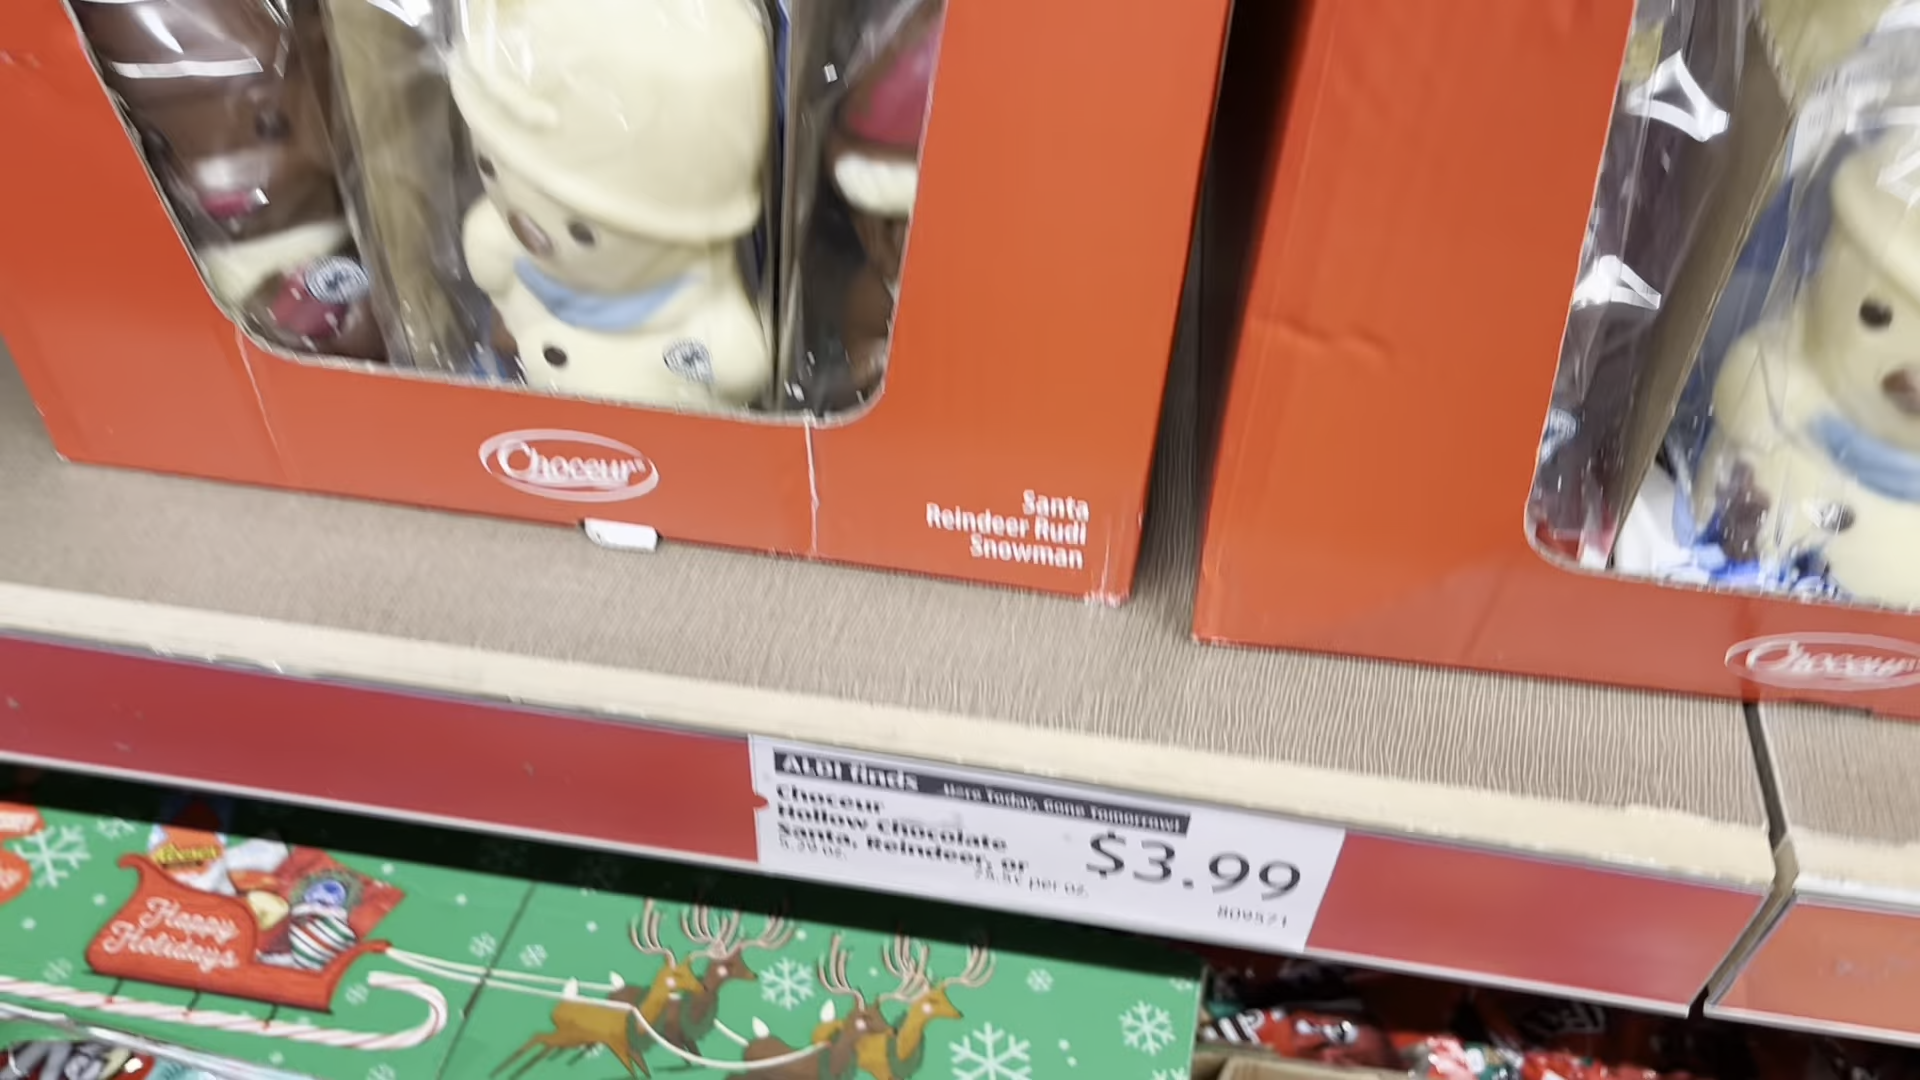 Choceur
Santa
Reindeer Rudi
Snowman
Choceur
ALDI finds Here Today, Gone Tomorrow!
Choceur
Hollow Chocolate
Santa, Reindeer, or
$3.99
per oz.
809571
Happy
Holidays